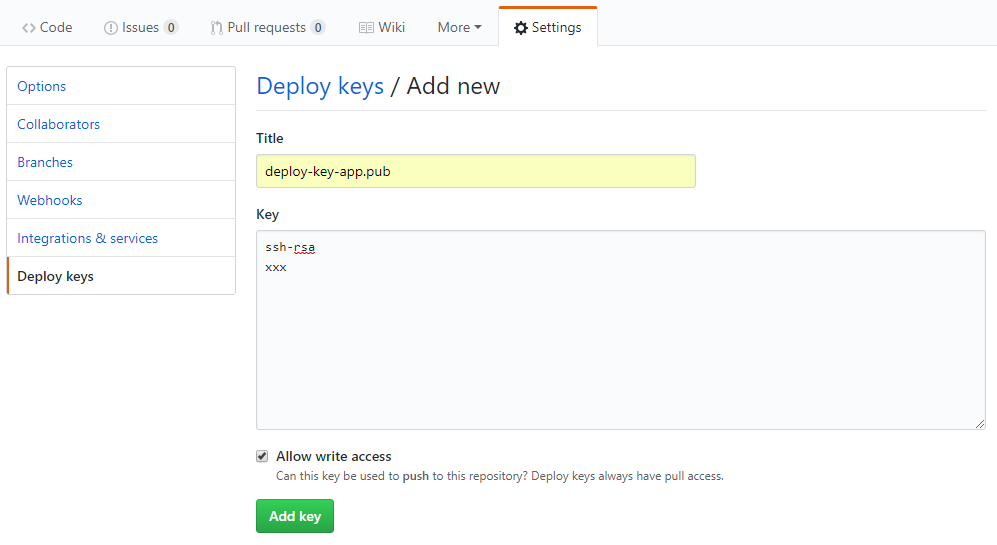 Code Issues 0 Pull requests 0 Wiki More Settings
Options
Collaborators
Branches
Webhooks
Integrations & services
Deploy keys
Deploy keys / Add new
Title
deploy-key-app.pub
Key
ssh-rsa
xxx
Allow write access
Can this key be used to push to this repository? Deploy keys always have pull access.
Add key